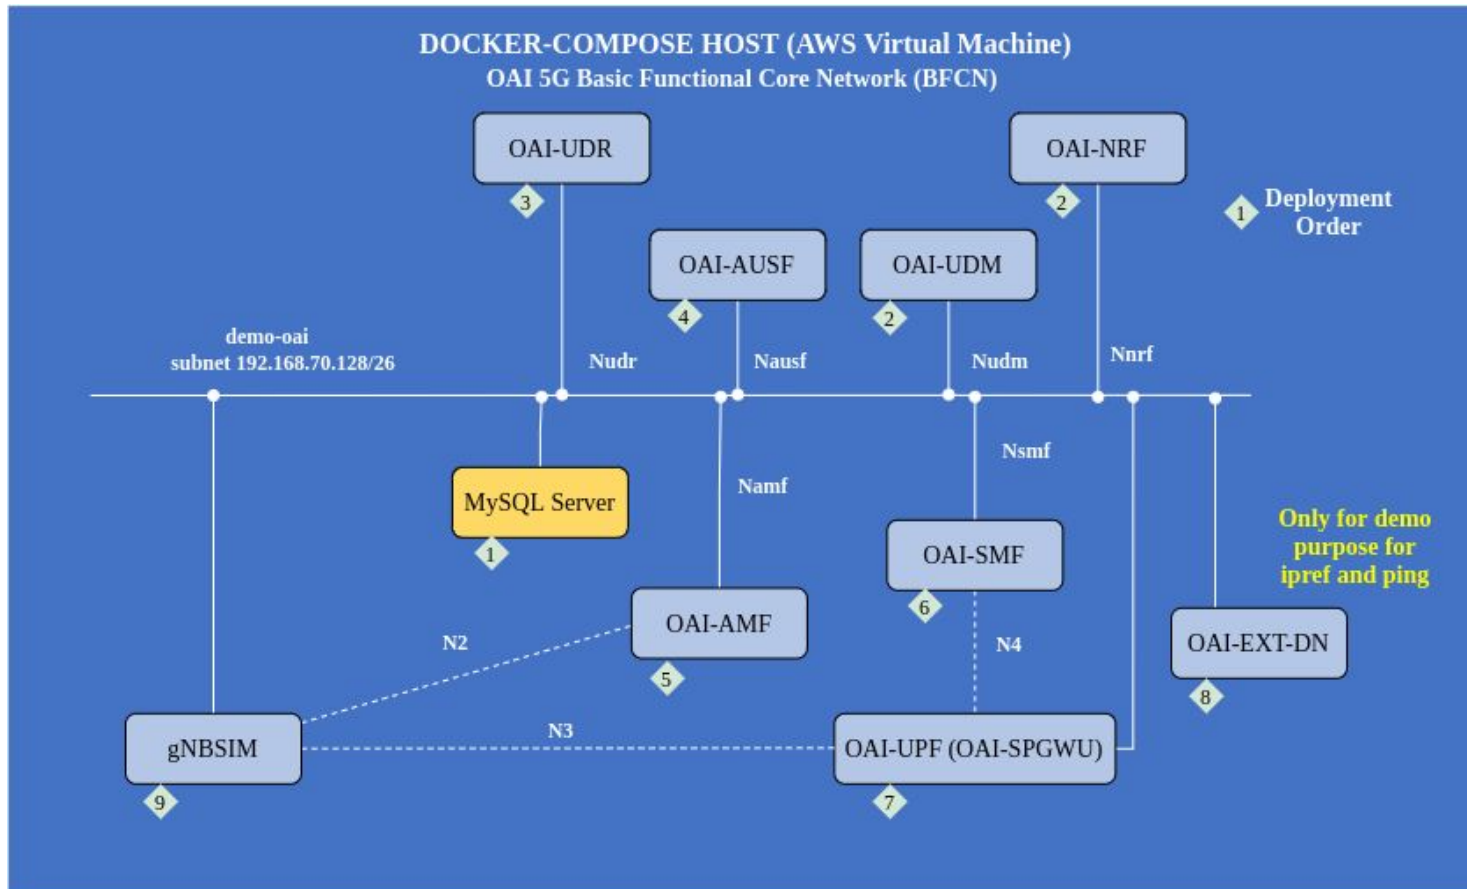 DOCKER-COMPOSE HOST (AWS Virtual Machine)
OAI 5G Basic Functional Core Network (BFCN)
OAI-UDR
OAI-NRF
3
2
1
Deployment
Order
OAI-AUSF
OAI-UDM
4
2
demo-oai
subnet 192.168.70.128/26
Nudr
Nausf
Nudm
Nnrf
Nsmf
Namf
MySQL Server
1
OAI-SMF
6
Only for demo
purpose for
ipref and ping
OAI-AMF
5
N2
N4
OAI-EXT-DN
8
N3
gNBSIM
9
OAI-UPF (OAI-SPGWU)
7